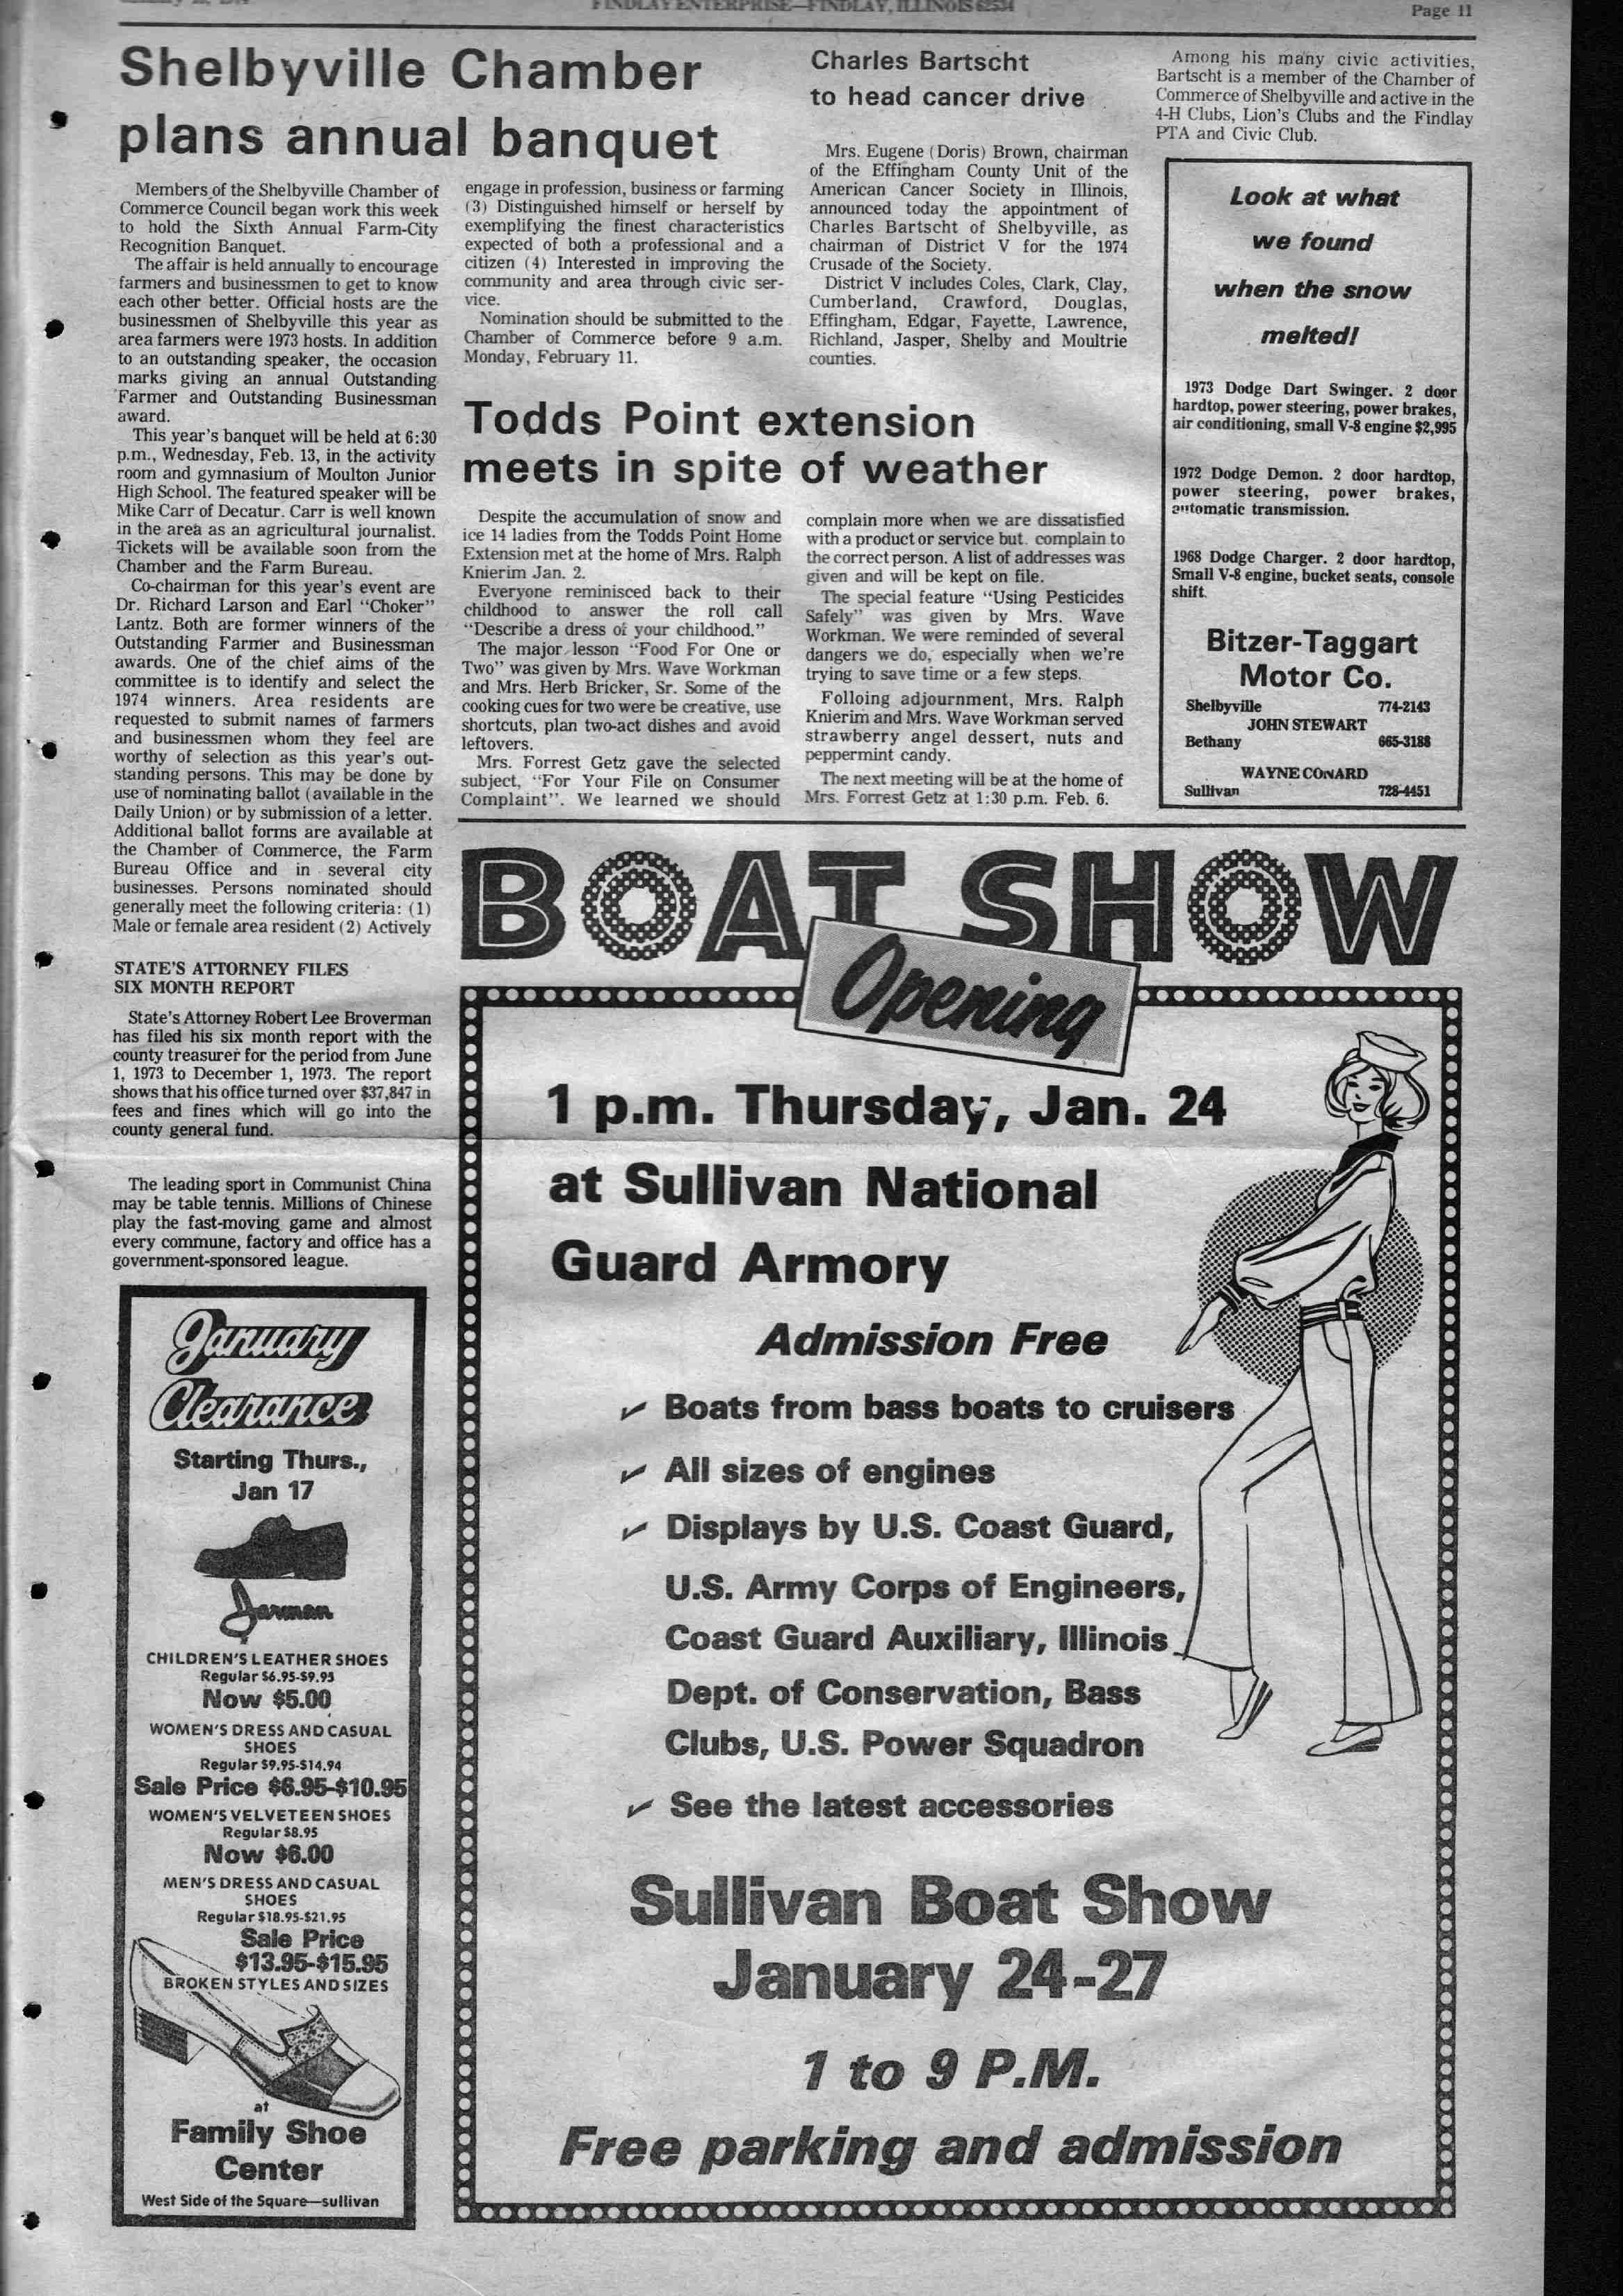 FINDLAY ENTERPRISE—FINDLAY, ILLINOIS 62534
Page 11
Shelbyville Chamber
plans annual banquet
Members of the Shelbyville Chamber of
Commerce Council began work this week
to hold the Sixth Annual Farm-City
Recognition Banquet.
The affair is held annually to encourage
farmers and businessmen to get to know
each other better. Official hosts are the
businessmen of Shelbyville this year as
area farmers were 1973 hosts. In addition
to an outstanding speaker, the occasion
marks giving an annual Outstanding
Farmer and Outstanding Businessman
award.
This year's banquet will be held at 6:30
p.m., Wednesday, Feb. 13, in the activity
room and gymnasium of Moulton Junior
High School. The featured speaker will be
Mike Carr of Decatur. Carr is well known
in the area as an agricultural journalist.
Tickets will be available soon from the
Chamber and the Farm Bureau.
Co-chairman for this year's event are
Dr. Richard Larson and Earl "Choker"
Lantz. Both are former winners of the
Outstanding Farmer and Businessman
awards. One of the chief aims of the
committee is to identify and select the
1974 winners. Area residents are
requested to submit names of farmers
and businessmen whom they feel are
worthy of selection as this year's out-
standing persons. This may be done by
use of nominating ballot (available in the
Daily Union) or by submission of a letter.
Additional ballot forms are available at
the Chamber of Commerce, the Farm
Bureau Office and in several city
businesses. Persons nominated should
generally meet the following criteria: (1)
Male or female area resident (2) Actively
engage in profession, business or farming
(3) Distinguished himself or herself by
exemplifying the finest characteristics
expected of both a professional and a
citizen (4) Interested in improving the
community and area through civic ser-
vice.
Nomination should be submitted to the
Chamber of Commerce before 9 a.m.
Monday, February 11.
STATE'S ATTORNEY FILES
SIX MONTH REPORT
State's Attorney Robert Lee Broverman
has filed his six month report with the
county treasurer for the period from June
1, 1973 to December 1, 1973. The report
shows that his office turned over $37,847 in
fees and fines which will go into the
county general fund.
The leading sport in Communist China
may be table tennis. Millions of Chinese
play the fast-moving game and almost
every commune, factory and office has a
government-sponsored league.
January
Clearance
Starting Thurs.,
Jan 17
Jarman
CHILDREN'S LEATHER SHOES
Regular $6.95-$9.95
Now $5.00
WOMEN'S DRESS AND CASUAL
SHOES
Regular $9.95-$14.94
Sale Price $6.95-$10.95
WOMEN'S VELVETEEN SHOES
Regular $8.95
Now $6.00
MEN'S DRESS AND CASUAL
SHOES
Regular $18.95-$21.95
Sale Price
$13.95-$15.95
BROKEN STYLES AND SIZES
at
Family Shoe
Center
West Side of the Square—sullivan
Charles Bartscht
to head cancer drive
Mrs. Eugene (Doris) Brown, chairman
of the Effingham County Unit of the
American Cancer Society in Illinois,
announced today the appointment of
Charles Bartscht of Shelbyville, as
chairman of District V for the 1974
Crusade of the Society.
District V includes Coles, Clark, Clay,
Cumberland, Crawford, Douglas,
Effingham, Edgar, Fayette, Lawrence,
Richland, Jasper, Shelby and Moultrie
counties.
Among his many civic activities,
Bartscht is a member of the Chamber of
Commerce of Shelbyville and active in the
4-H Clubs, Lion's Clubs and the Findlay
PTA and Civic Club.
Todds Point extension
meets in spite of weather
Despite the accumulation of snow and
ice 14 ladies from the Todds Point Home
Extension met at the home of Mrs. Ralph
Knierim Jan. 2.
Everyone reminisced back to their
childhood to answer the roll call
"Describe a dress of your childhood."
The major lesson "Food For One or
Two" was given by Mrs. Wave Workman
and Mrs. Herb Bricker, Sr. Some of the
cooking cues for two were be creative, use
shortcuts, plan two-act dishes and avoid
leftovers.
Mrs. Forrest Getz gave the selected
subject, "For Your File on Consumer
Complaint". We learned we should
complain more when we are dissatisfied
with a product or service but complain to
the correct person. A list of addresses was
given and will be kept on file.
The special feature "Using Pesticides
Safely" was given by Mrs. Wave
Workman. We were reminded of several
dangers we do, especially when we're
trying to save time or a few steps.
Folloing adjournment, Mrs. Ralph
Knierim and Mrs. Wave Workman served
strawberry angel dessert, nuts and
peppermint candy.
The next meeting will be at the home of
Mrs. Forrest Getz at 1:30 p.m. Feb. 6.
Look at what
we found
when the snow
melted!
1973 Dodge Dart Swinger. 2 door
hardtop, power steering, power brakes,
air conditioning, small V-8 engine $2,995
1972 Dodge Demon. 2 door hardtop,
power steering, power brakes,
automatic transmission.
1968 Dodge Charger. 2 door hardtop,
Small V-8 engine, bucket seats, console
shift.
Bitzer-Taggart
Motor Co.
Shelbyville 774-2143
JOHN STEWART
Bethany 665-3188
WAYNE CONARD
Sullivan 728-4451
BOAT SHOW
Opening
1 p.m. Thursday, Jan. 24
at Sullivan National
Guard Armory
Admission Free
✓ Boats from bass boats to cruisers
✓ All sizes of engines
✓ Displays by U.S. Coast Guard,
U.S. Army Corps of Engineers,
Coast Guard Auxiliary, Illinois
Dept. of Conservation, Bass
Clubs, U.S. Power Squadron
✓ See the latest accessories
Sullivan Boat Show
January 24-27
1 to 9 P.M.
Free parking and admission